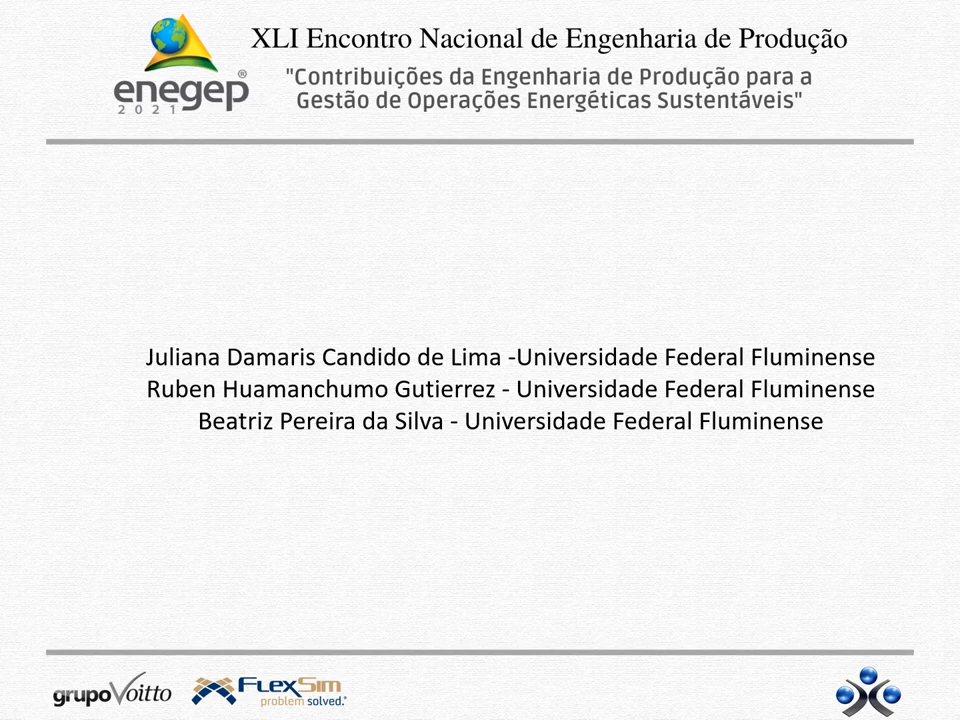 XLI Encontro Nacional de Engenharia de Produção
"Contribuições da Engenharia de Produção para a
Gestão de Operações Energéticas Sustentáveis"
enegep®
2021
Juliana Damaris Candido de Lima -Universidade Federal Fluminense
Ruben Huamanchumo Gutierrez - Universidade Federal Fluminense
Beatriz Pereira da Silva - Universidade Federal Fluminense
grupoVoitto
FlexSim
problem solved.®